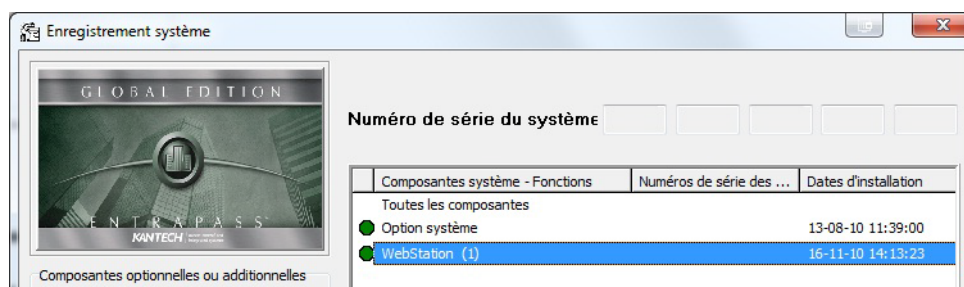 Enregistrement système
GLOBAL EDITION
ENTRAPASS
KANTECH
Numéro de série du système
Composantes système - Fonctions Numéros de série des ... Dates d'installation
Toutes les composantes
Option système 13-08-10 11:39:00
WebStation (1) 16-11-10 14:13:23
Composantes optionnelles ou additionnelles